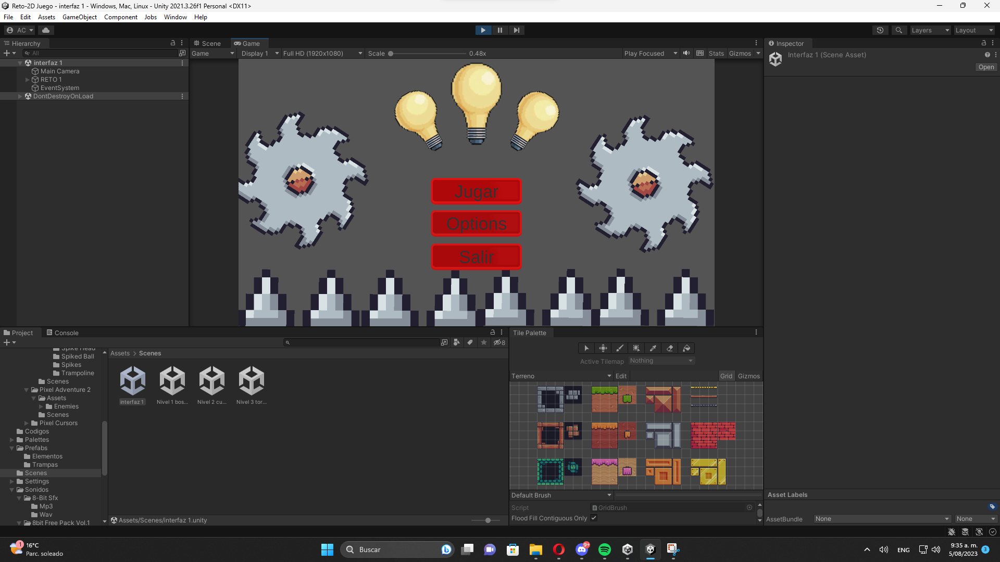 Reto-2D Juego - interfaz 1 - Windows, Mac, Linux - Unity 2021.3.26f1 Personal <DX11>
File Edit Assets GameObject Component Jobs Window Help
AC Layers Layout
Hierarchy
All
interfaz 1
Main Camera
RETO 1
EventSystem
DontDestroyOnLoad
Scene Game
Game Display 1 Full HD (1920x1080) Scale 0.48x Play Focused Stats Gizmos
Jugar
Options
Salir
Inspector
Interfaz 1 (Scene Asset)
Open
Project Console
8
Spike Head
Spiked Ball
Spikes
Trampoline
Scenes
Pixel Adventure 2
Assets
Enemies
Scenes
Pixel Cursors
Codigos
Palettes
Prefabs
Elementos
Trampas
Scenes
Settings
Sonidos
8-Bit Sfx
Mp3
Wav
8bit Free Pack Vol.1
Assets > Scenes
interfaz 1 Nivel 1 bos... Nivel 2 cu... Nivel 3 tor...
Assets/Scenes/interfaz 1.unity
Tile Palette
Active Tilemap Nothing
Terreno Edit Grid Gizmos
Default Brush
Script GridBrush
Flood Fill Contiguous Only
Asset Labels
AssetBundle None None
1
16°C
Parc. soleado
Buscar
9+
ENG
9:35 a. m.
5/08/2023
3